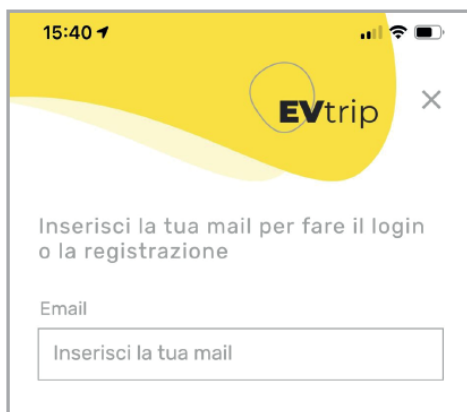 15:40
EVtrip
Inserisci la tua mail per fare il login
o la registrazione
Email
Inserisci la tua mail